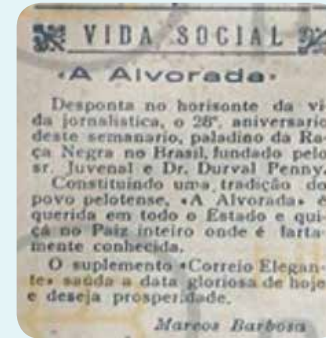 VIDA SOCIAL
«A Alvorada»
Desponta no horisonte da vi
da jornalistica, o 28º. aniversario
deste semanario, paladino da Ra-
ça Negra no Brasil, fundado pelo
sr. Juvenal e Dr. Durval Penny.
Constituindo uma tradição do
povo pelotense, «A Alvorada» é
querida em todo o Estado e qui-
çá no Paiz inteiro onde é farta-
mente conhecida.
O suplemento «Correio Elegan-
te» saúda a data gloriosa de hoje
e deseja prosperidade.
Marcos Barbosa